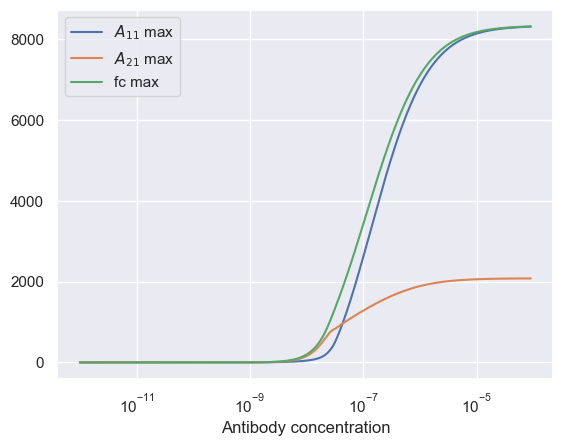 A₁₁ max
A₂₁ max
fc max
8000
6000
4000
2000
0
10⁻¹¹ 10⁻⁹ 10⁻⁷ 10⁻⁵
Antibody concentration